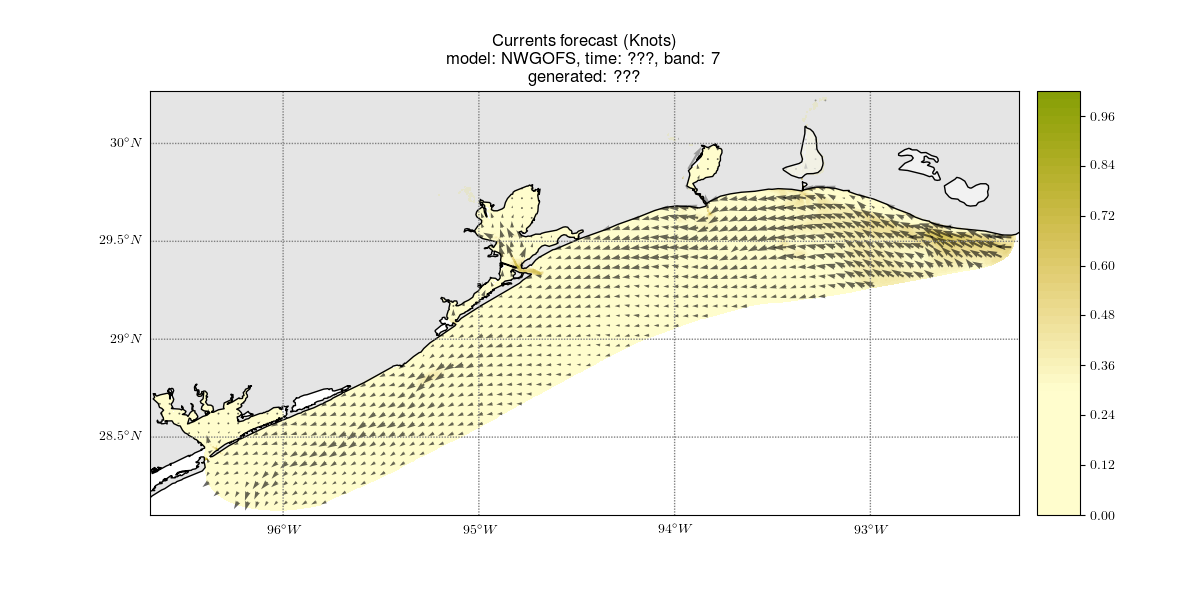 Currents forecast (Knots)
model: NWGOFS, time: ???, band: 7
generated: ???
30°N
29.5°N
29°N
28.5°N
96°W
95°W
94°W
93°W
0.96
0.84
0.72
0.60
0.48
0.36
0.24
0.12
0.00